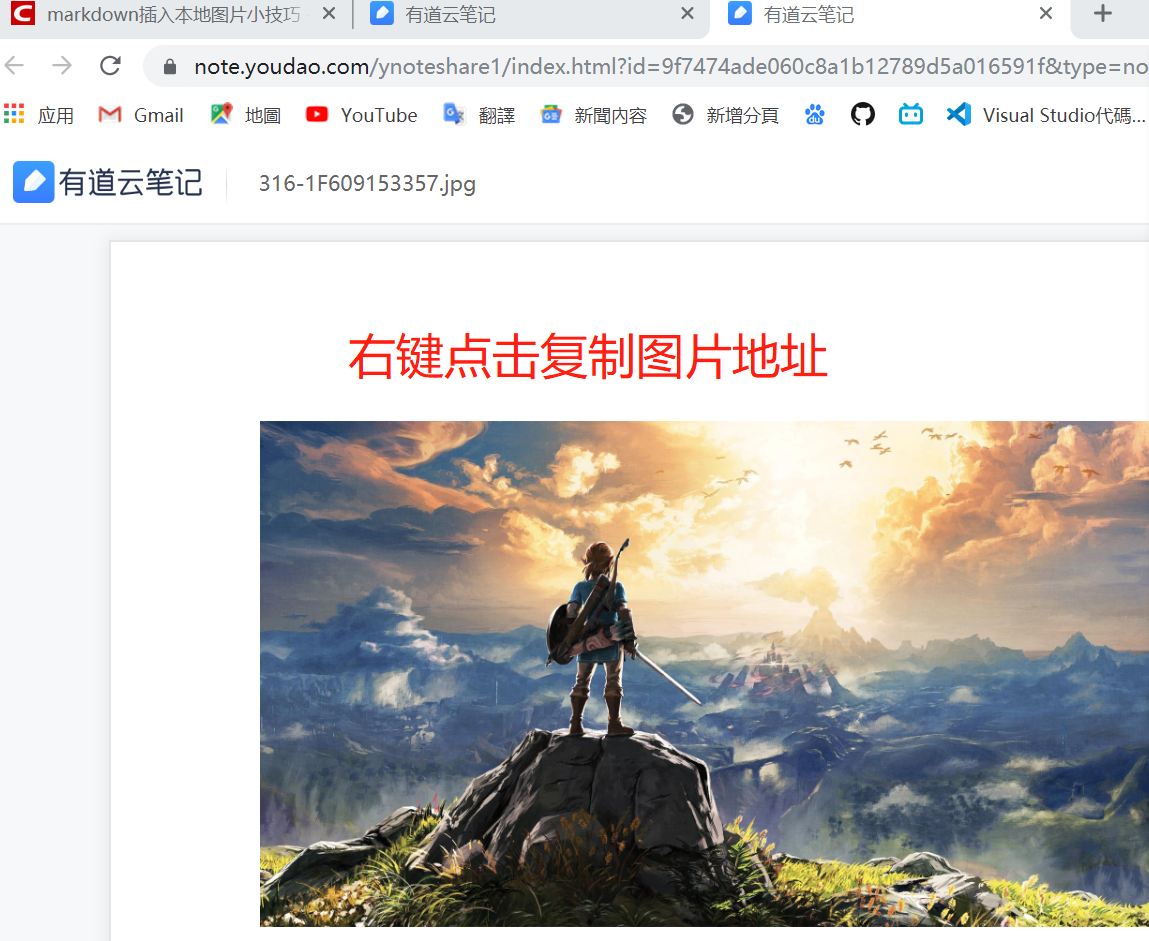 markdown插入本地图片小技巧
有道云笔记
有道云笔记
note.youdao.com/ynoteshare1/index.html?id=9f7474ade060c8a1b12789d5a016591f&type=no
应用 Gmail 地圖 YouTube 翻譯 新聞內容 新增分頁 Visual Studio代碼...
有道云笔记 316-1F609153357.jpg
右键点击复制图片地址